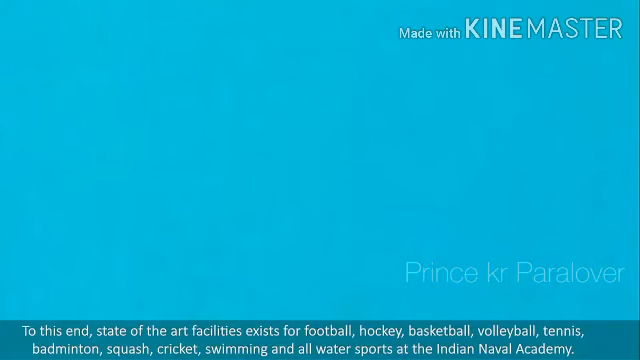 Made with KINEMASTER
Prince kr Paralover
To this end, state of the art facilities exists for football, hockey, basketball, volleyball, tennis,
badminton, squash, cricket, swimming and all water sports at the Indian Naval Academy.